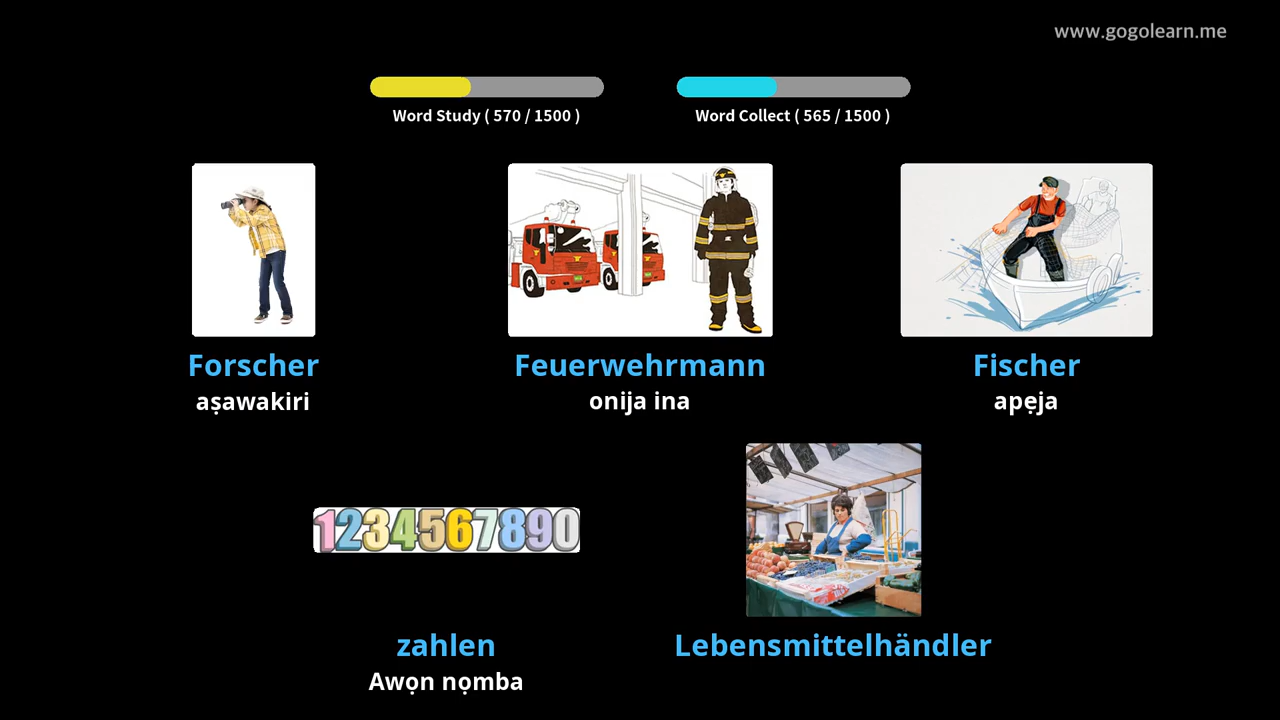 www.gogolearn.me
Word Study ( 570 / 1500 )
Word Collect ( 565 / 1500 )
Forscher
aṣawakiri
Feuerwehrmann
onija ina
Fischer
apẹja
1234567890
zahlen
Awọn nọmba
Lebensmittelhändler